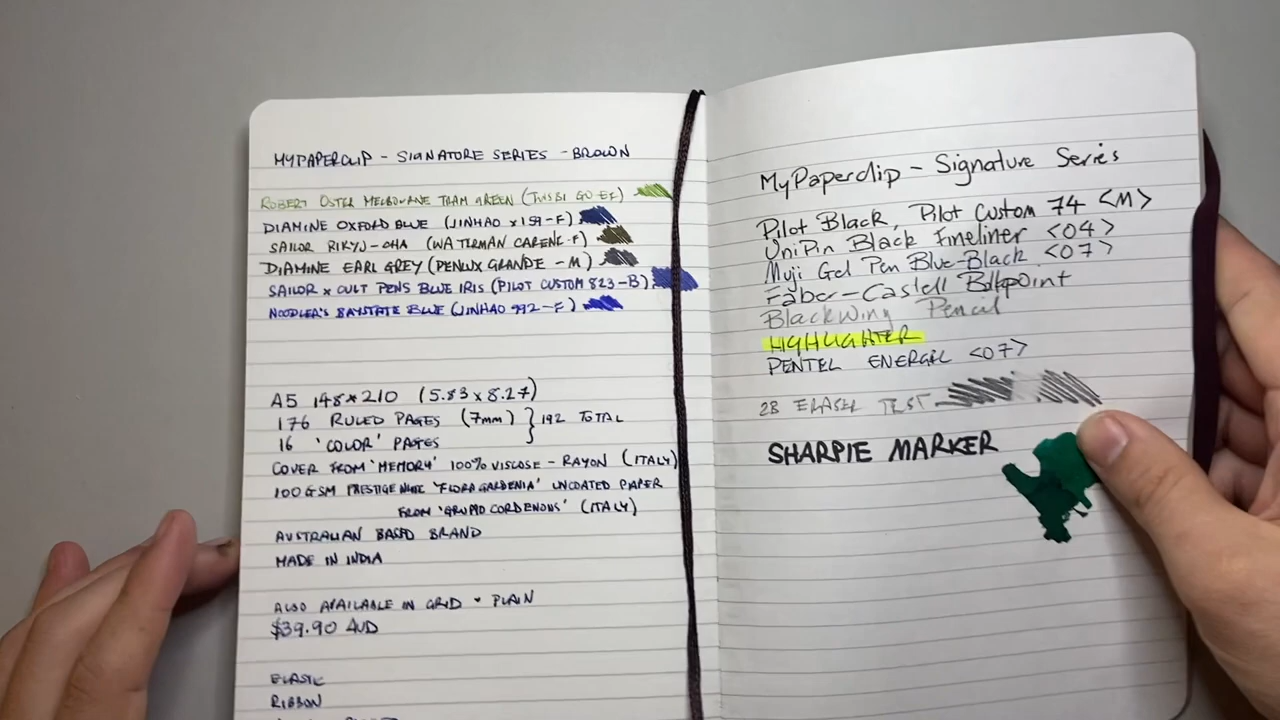 MYPAPERCLIP - SIGNATURE SERIES - BROWN
ROBERT OSTER MELBOURNE TRAM GREEN (TWSBI GO EF)
DIAMINE OXFORD BLUE (JINHAO X159-F)
SAILOR RIKYU-CHA (WATERMAN CARENE-F)
DIAMINE EARL GREY (PENLUX GRANDE - M)
SAILOR x CULT PENS BLUE IRIS (PILOT CUSTOM 823-B)
NOODLER'S BAYSTATE BLUE (JINHAO 992-F)
A5 148*210 (5.83 x 8.27)
176 RULED PAGES (7mm) } 192 TOTAL
16 'COLOR' PAGES
COVER FROM 'MEMORY' 100% VISCOSE - RAYON (ITALY)
100GSM PRESTIGE WHITE 'FLORA GARDENIA' UNCOATED PAPER
FROM 'GRUPPO CORDENONS' (ITALY)
AUSTRALIAN BASED BRAND
MADE IN INDIA
ALSO AVAILABLE IN GRID + PLAIN
$39.90 AUD
ELASTIC
RIBBON
MyPaperclip - Signature Series
Pilot Black, Pilot Custom 74 <M>
UniPin Black Fineliner <04>
Muji Gel Pen Blue-Black <07>
Faber-Castell Ballpoint
Blackwing Pencil
HIGHLIGHTER
PENTEL ENERGEL <07>
2B ERASER TEST
SHARPIE MARKER